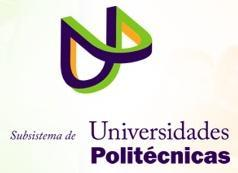 Subsistema de Universidades
Politécnicas